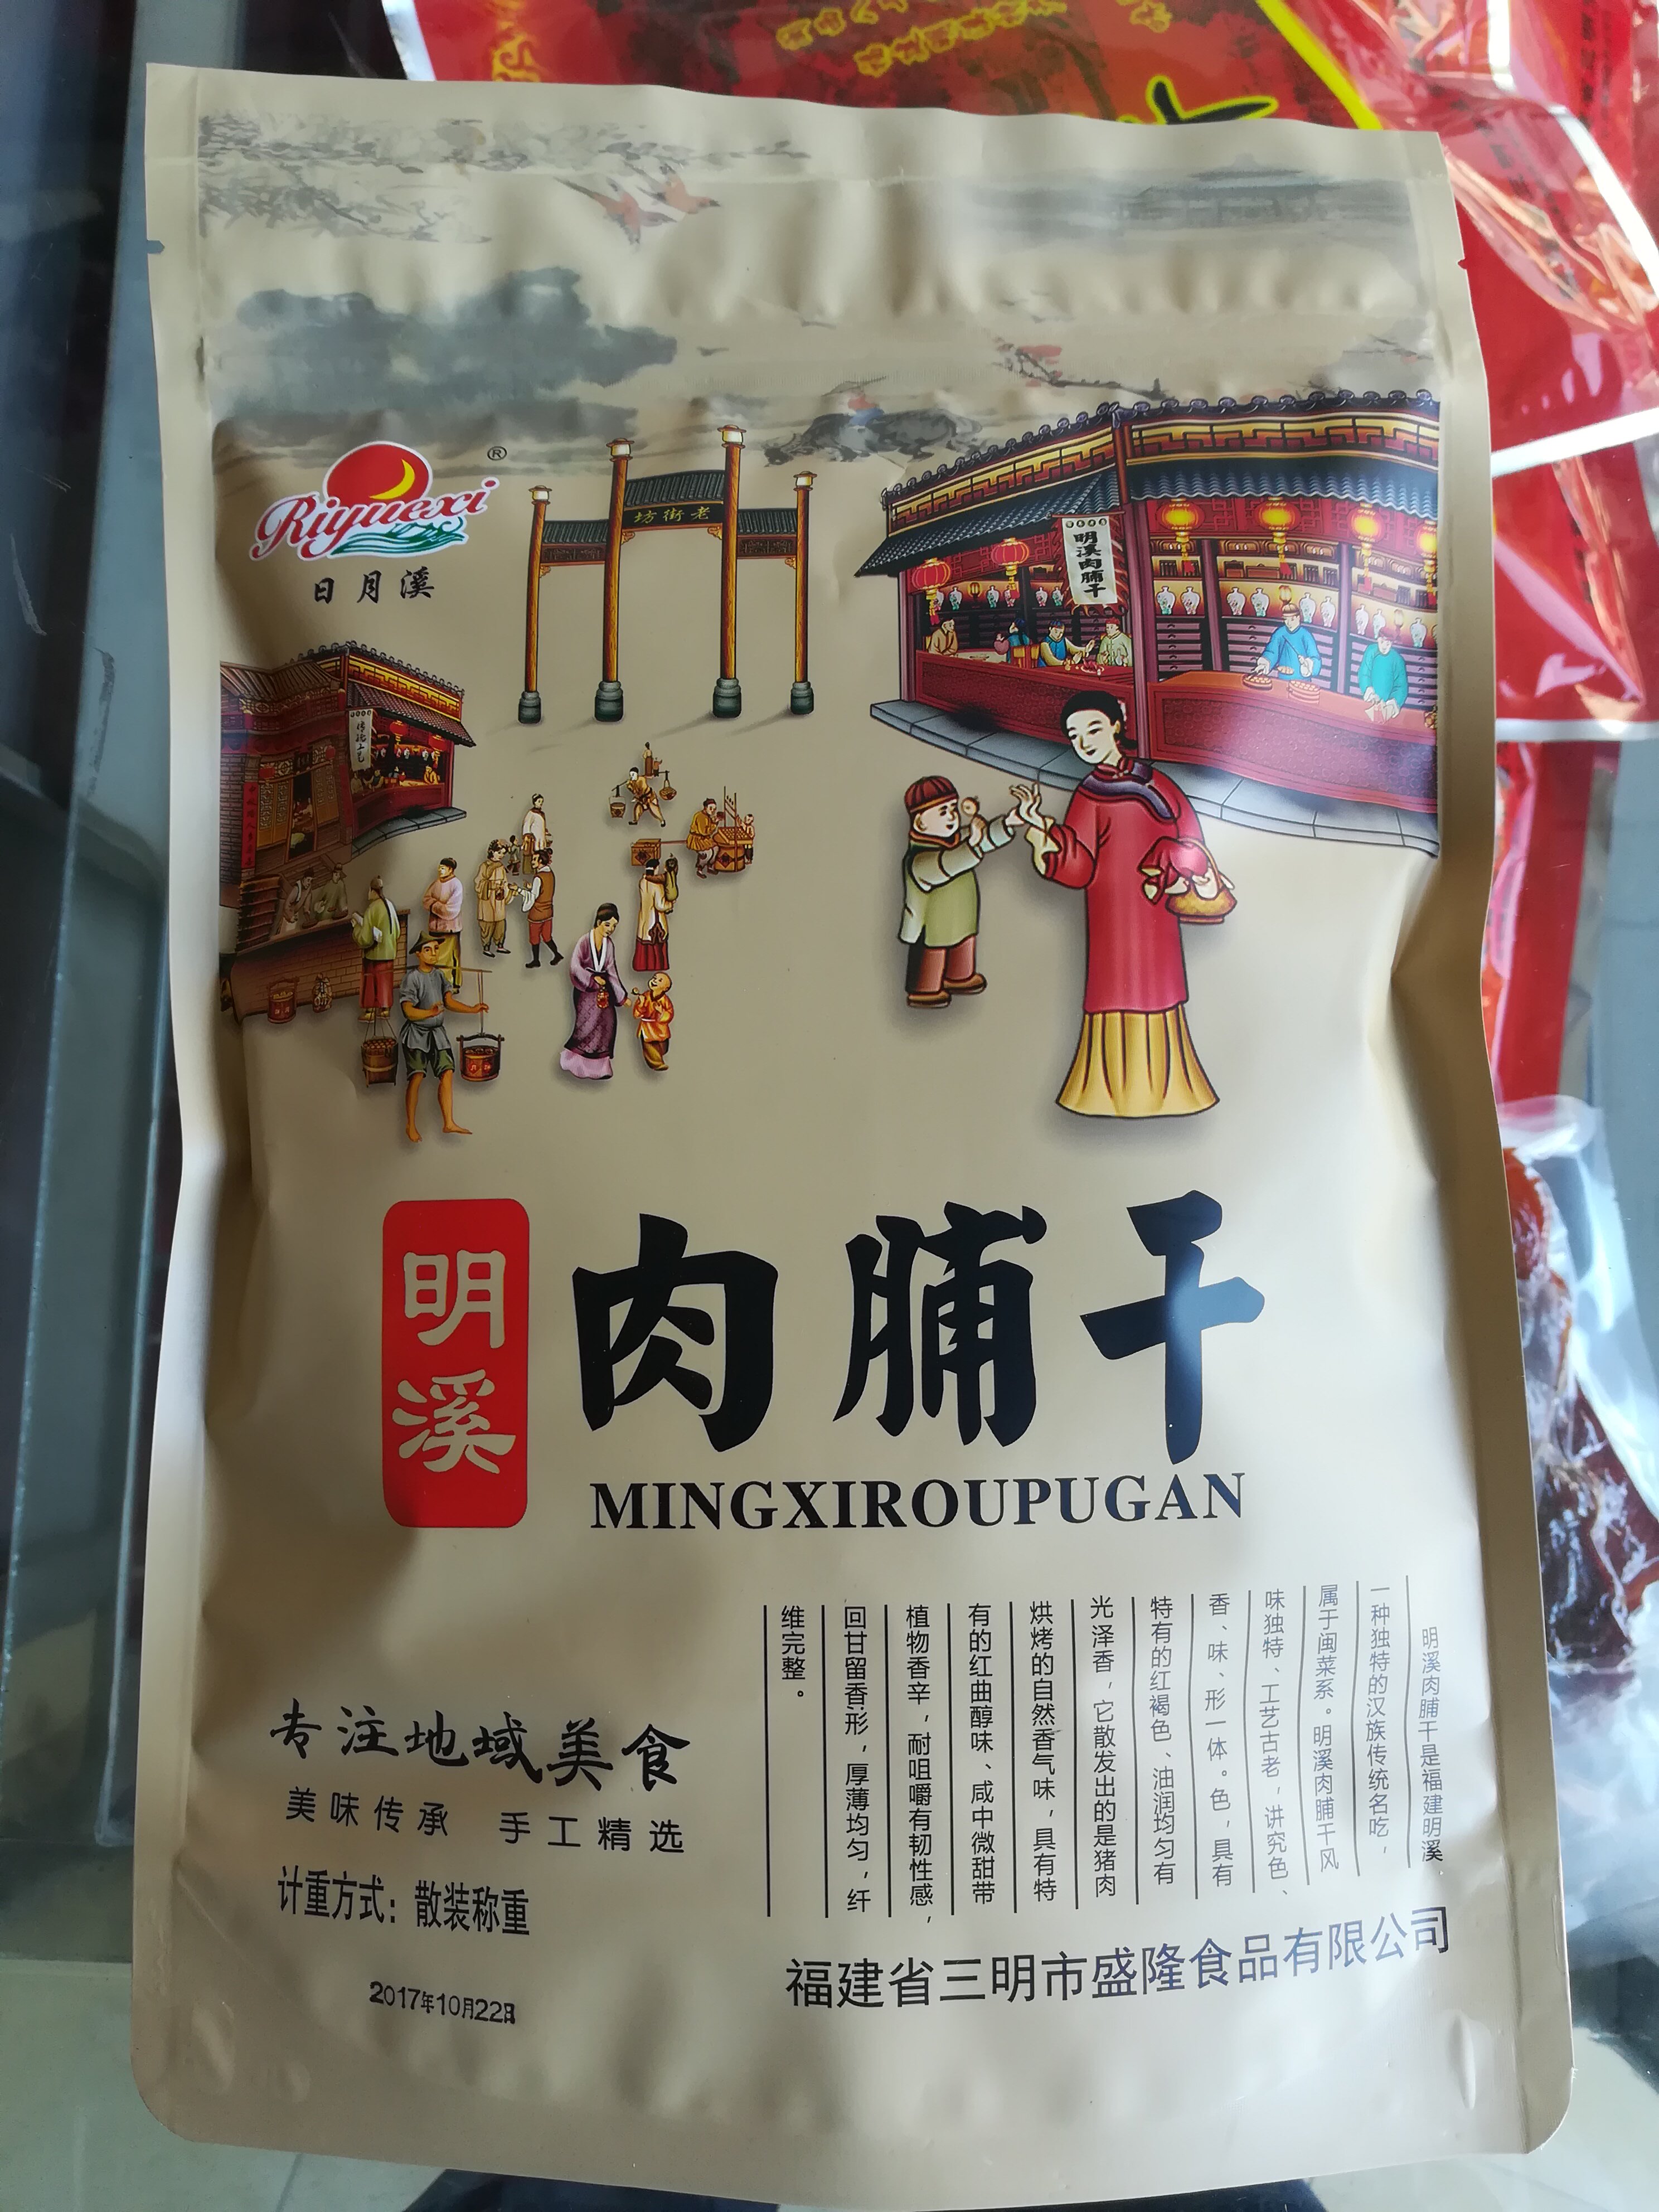 Riyuexi
®
日月溪
老街坊
明溪肉脯干
传统工艺
明溪
肉脯干
MINGXIROUPUGAN
明溪肉脯干是福建明溪
一种独特的汉族传统名吃，
属于闽菜系。明溪肉脯干风
味独特、工艺古老，讲究色、
香、味、形一体。色，具有
特有的红褐色、油润均匀有
光泽香，它散发出的是猪肉
烘烤的自然香气味，具有特
有的红曲醇味、咸中微甜带
植物香辛，耐咀嚼有韧性感，
回甘留香形，厚薄均匀，纤
维完整。
专注地域美食
美味传承 手工精选
计重方式：散装称重
福建省三明市盛隆食品有限公司
2017年10月22日